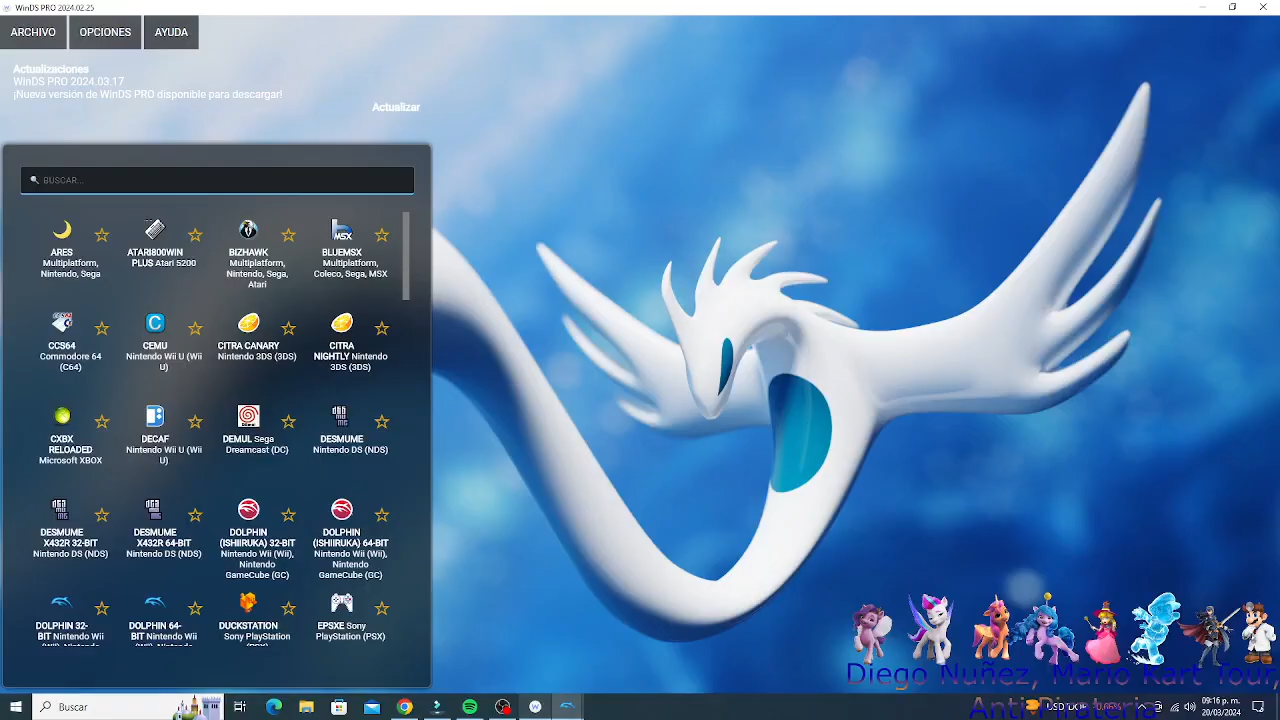 WinDS PRO 2024.02.25
ARCHIVO
OPCIONES
AYUDA
Actualizaciones
WinDS PRO 2024.03.17
¡Nueva versión de WinDS PRO disponible para descargar!
Actualizar
BUSCAR...
ARES
Multiplatform,
Nintendo, Sega
ATARI800WIN
PLUS Atari 5200
BIZHAWK
Multiplatform,
Nintendo, Sega,
Atari
BLUEMSX
Multiplatform,
Coleco, Sega, MSX
CCS64
Commodore 64
(C64)
CEMU
Nintendo Wii U (Wii
U)
CITRA CANARY
Nintendo 3DS (3DS)
CITRA
NIGHTLY Nintendo
3DS (3DS)
CXBX
RELOADED
Microsoft XBOX
DECAF
Nintendo Wii U (Wii
U)
DEMUL Sega
Dreamcast (DC)
DESMUME
Nintendo DS (NDS)
DESMUME
X432R 32-BIT
Nintendo DS (NDS)
DESMUME
X432R 64-BIT
Nintendo DS (NDS)
DOLPHIN
(ISHIIRUKA) 32-BIT
Nintendo Wii (Wii),
Nintendo
GameCube (GC)
DOLPHIN
(ISHIIRUKA) 64-BIT
Nintendo Wii (Wii),
Nintendo
GameCube (GC)
DOLPHIN 32-
BIT Nintendo Wii
DOLPHIN 64-
BIT Nintendo Wii
DUCKSTATION
Sony PlayStation
EPSXE Sony
PlayStation (PSX)
Diego Nuñez, Mario Kart Tour,
Anti-Pirateria
Buscar
09:16 p. m.
20/03/2024